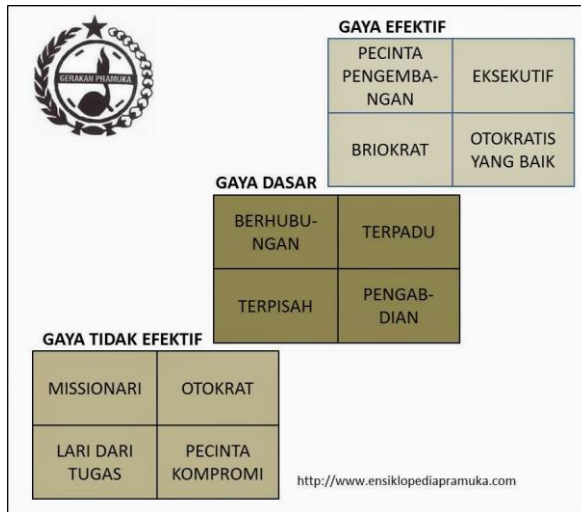 GERAKAN PRAMUKA
GAYA EFEKTIF
PECINTA
PENGEMBA-
NGAN
EKSEKUTIF
BRIOKRAT
OTOKRATIS
YANG BAIK
GAYA DASAR
BERHUBU-
NGAN
TERPADU
TERPISAH
PENGAB-
DIAN
GAYA TIDAK EFEKTIF
MISSIONARI
OTOKRAT
LARI DARI
TUGAS
PECINTA
KOMPROMI
http://www.ensiklopediapramuka.com